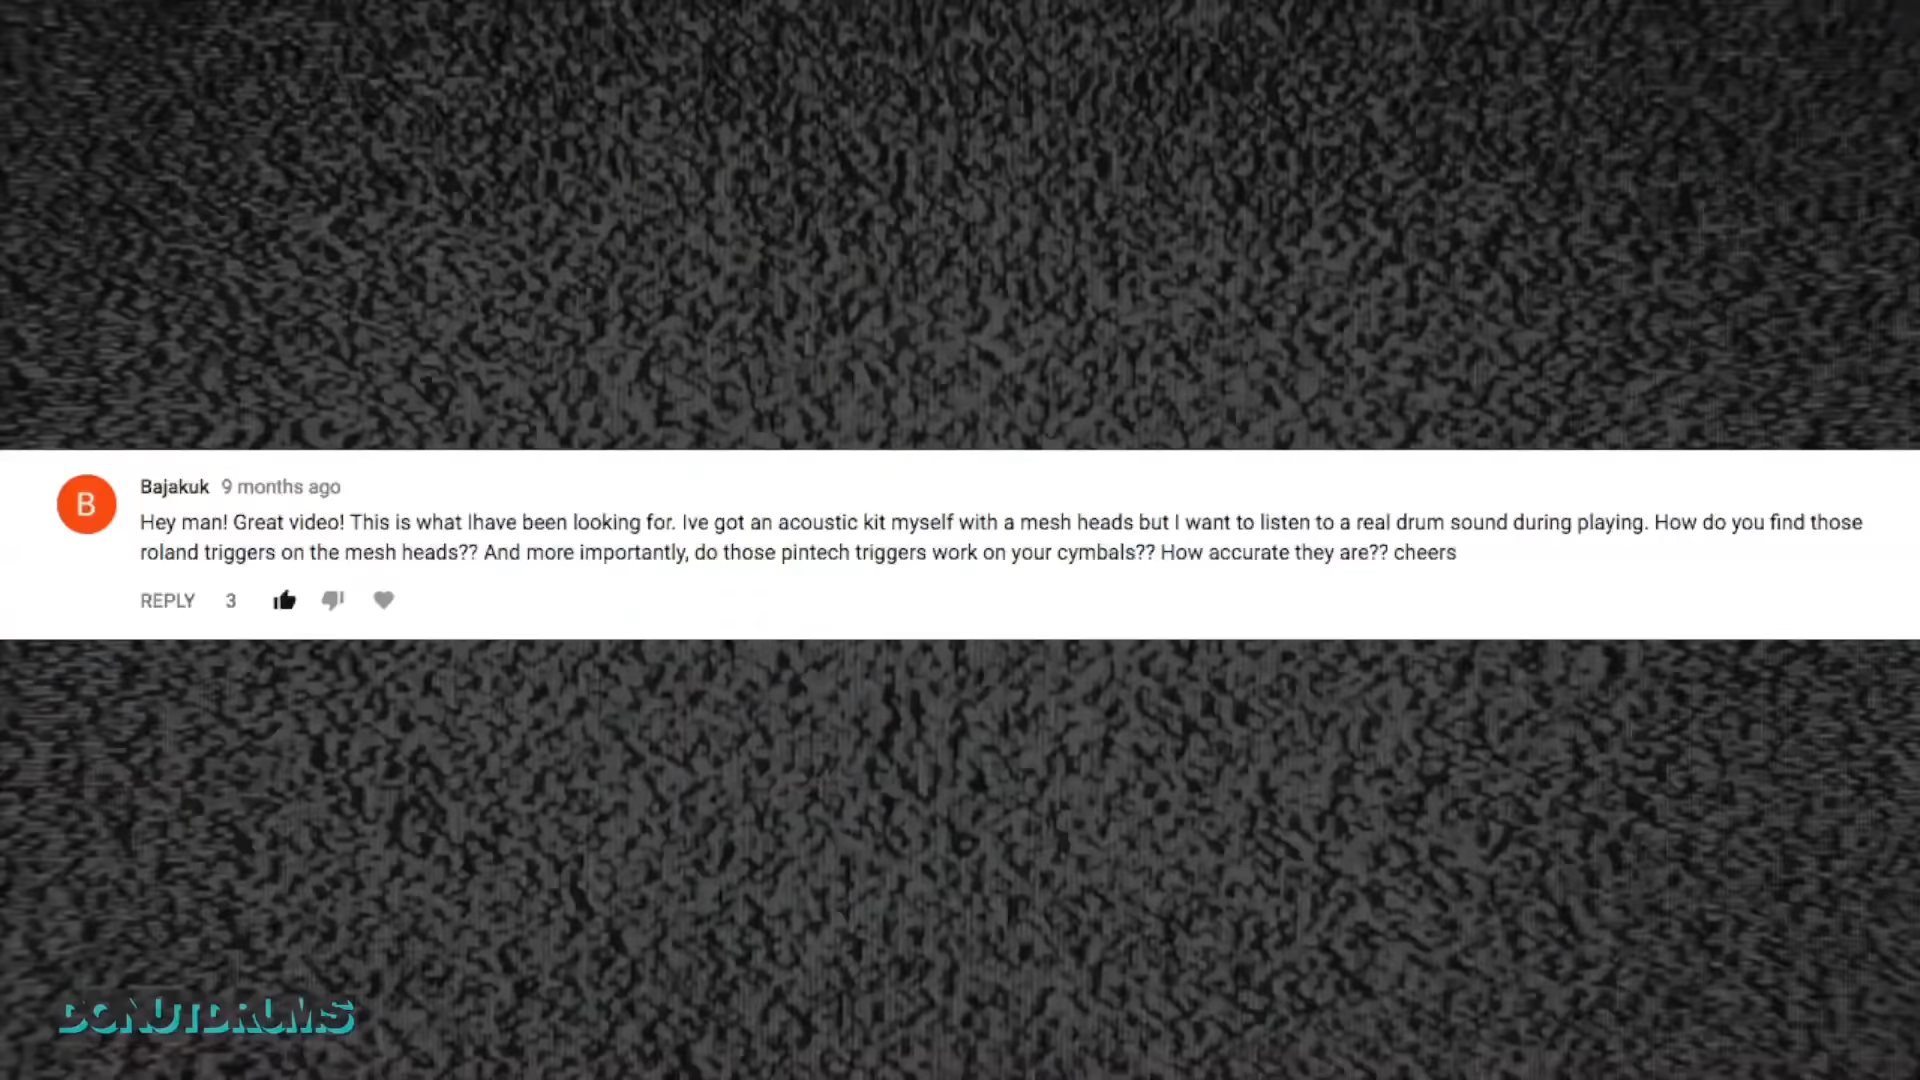 Bajakuk 9 months ago
Hey man! Great video! This is what Ihave been looking for. Ive got an acoustic kit myself with a mesh heads but I want to listen to a real drum sound during playing. How do you find those
roland triggers on the mesh heads?? And more importantly, do those pintech triggers work on your cymbals?? How accurate they are?? cheers
REPLY 3
B
DONUTDRUMS